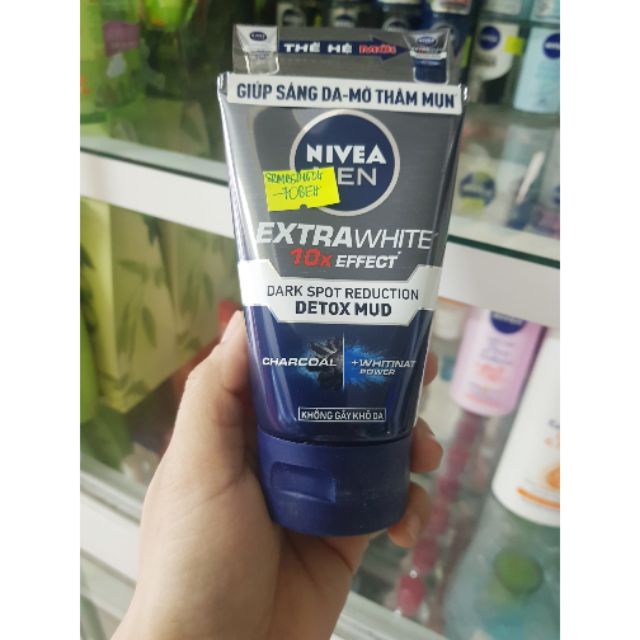 THẾ HỆ MỚI
GIÚP SÁNG DA-MỜ THÂM MỤN
NIVEA
MEN
EXTRAWHITE
10x EFFECT*
DARK SPOT REDUCTION
DETOX MUD
CHARCOAL
+WHITINAT
POWER
KHÔNG GÂY KHÔ DA